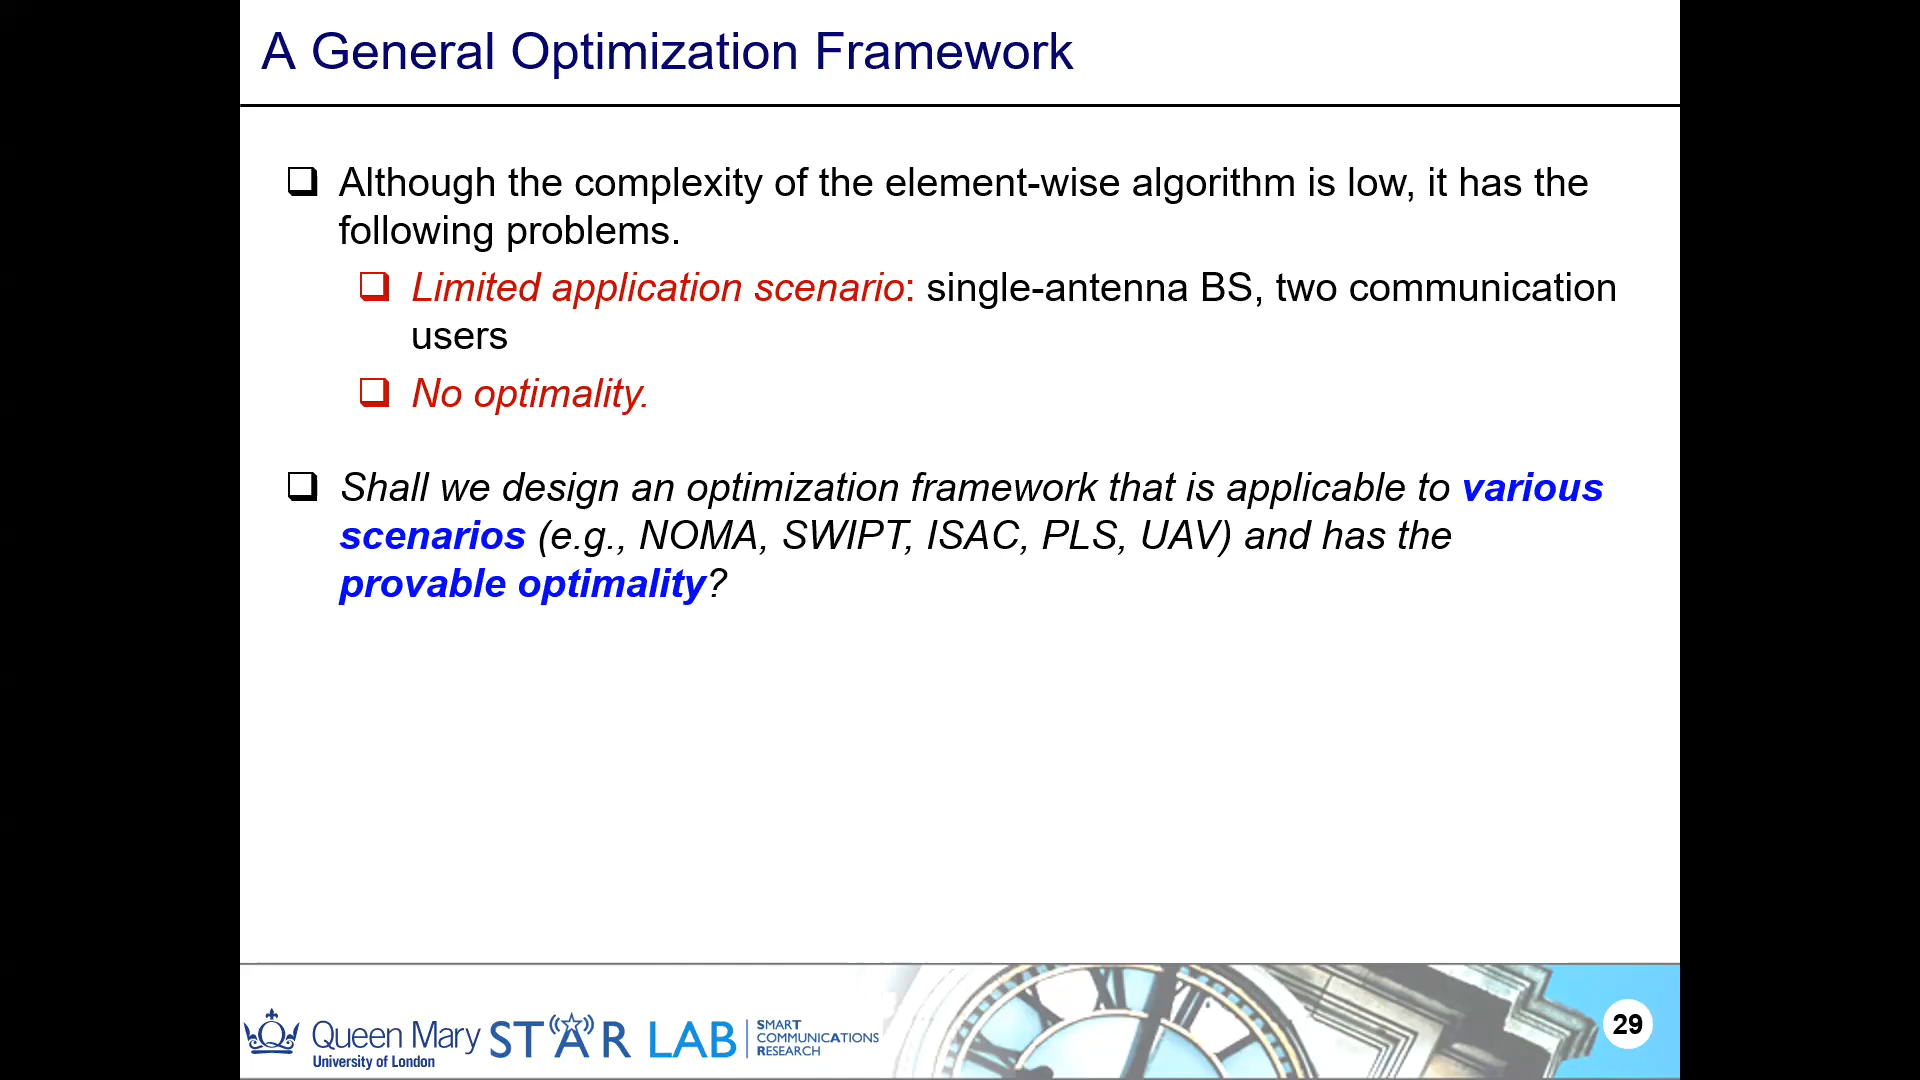 A General Optimization Framework
Although the complexity of the element-wise algorithm is low, it has the
following problems.
Limited application scenario: single-antenna BS, two communication
users
No optimality.
Shall we design an optimization framework that is applicable to various
scenarios (e.g., NOMA, SWIPT, ISAC, PLS, UAV) and has the
provable optimality?
Queen Mary
University of London
STAR LAB
SMART
COMMUNICATIONS
RESEARCH
29